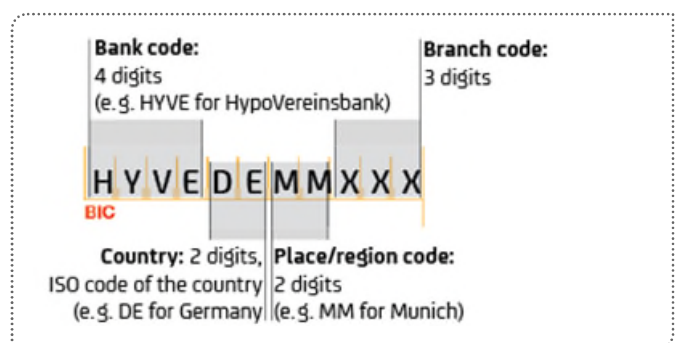 Bank code:
4 digits
(e.g. HYVE for HypoVereinsbank)
Branch code:
3 digits
HYVEDEMMXXX
BIC
Country: 2 digits,
ISO code of the country
(e.g. DE for Germany
Place/region code:
2 digits
(e.g. MM for Munich)